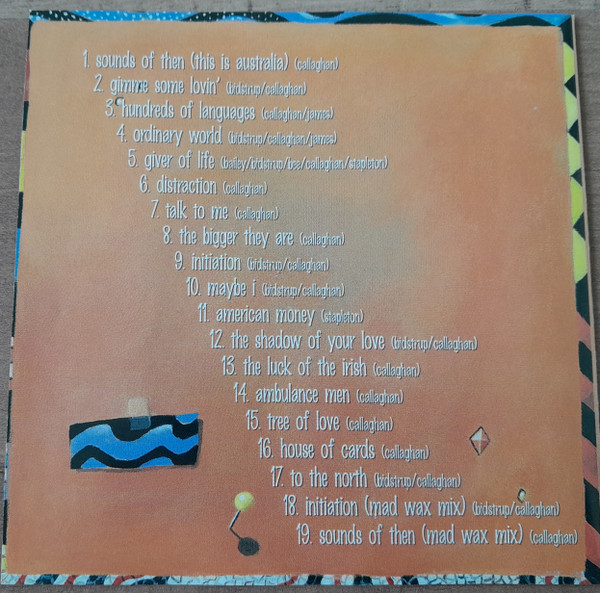 1. sounds of then (this is australia) (callaghan)
2. gimme some lovin' (bidstrup/callaghan)
3. hundreds of languages (callaghan/james)
4. ordinary world (bidstrup/callaghan/james)
5. giver of life (bailey/bidstrup/bee/callaghan/stapleton)
6. distraction (callaghan)
7. talk to me (callaghan)
8. the bigger they are (callaghan)
9. initiation (bidstrup/callaghan)
10. maybe i (bidstrup/callaghan)
11. american money (stapleton)
12. the shadow of your love (bidstrup/callaghan)
13. the luck of the irish (callaghan)
14. ambulance men (callaghan)
15. tree of love (callaghan)
16. house of cards (callaghan)
17. to the north (bidstrup/callaghan)
18. initiation (mad wax mix) (bidstrup/callaghan)
19. sounds of then (mad wax mix) (callaghan)